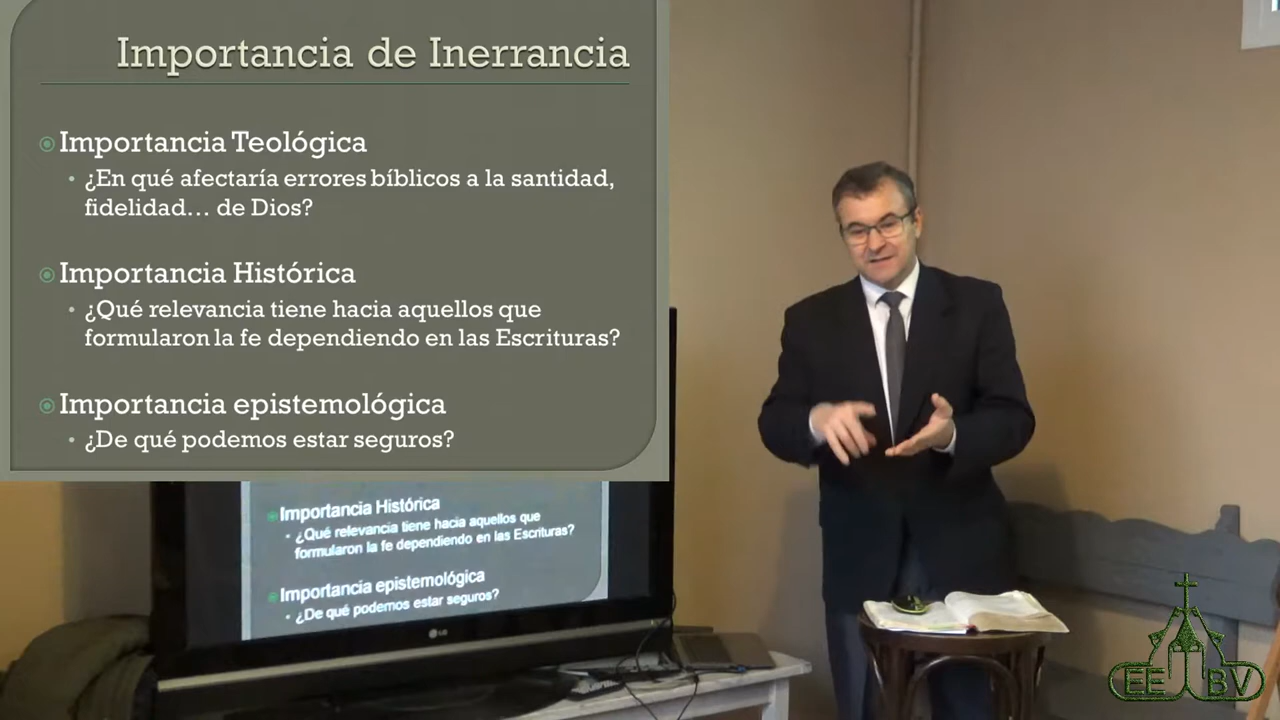 Importancia de Inerrancia
Importancia Teológica
¿En qué afectaría errores bíblicos a la santidad,
fidelidad... de Dios?
Importancia Histórica
¿Qué relevancia tiene hacia aquellos que
formularon la fe dependiendo en las Escrituras?
Importancia epistemológica
¿De qué podemos estar seguros?
Importancia Histórica
¿Qué relevancia tiene hacia aquellos que
formularon la fe dependiendo en las Escrituras?
Importancia epistemológica
¿De qué podemos estar seguros?
LG
EE BV